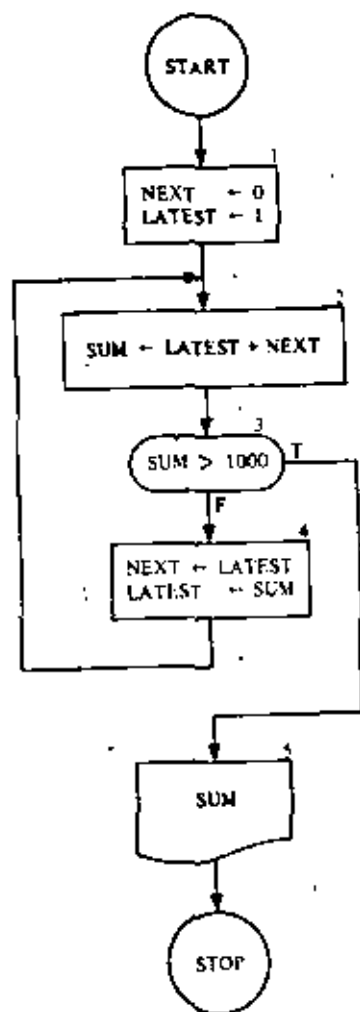 START
1
NEXT ← 0
LATEST ← 1
SUM ← LATEST + NEXT
3
SUM > 1000
T
F
4
NEXT ← LATEST
LATEST ← SUM
5
SUM
STOP